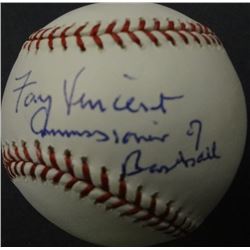 Fay Vincent
Commissioner of
Baseball